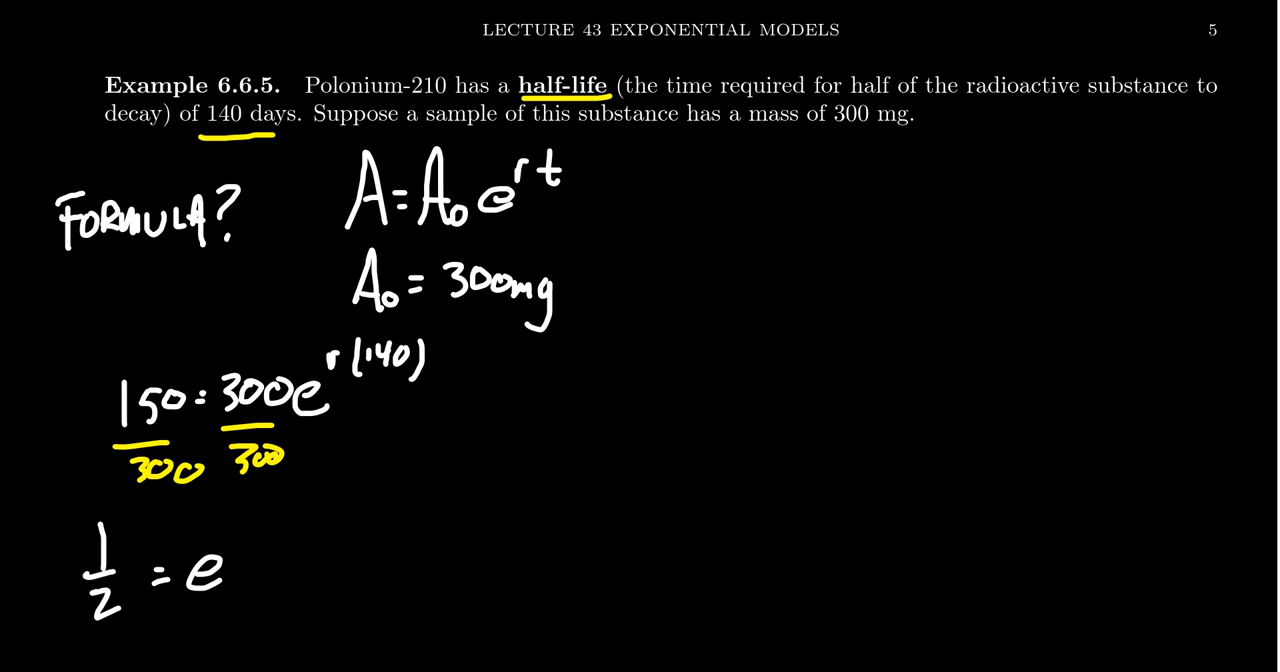 LECTURE 43 EXPONENTIAL MODELS 5
Example 6.6.5. Polonium-210 has a half-life (the time required for half of the radioactive substance to
decay) of 140 days. Suppose a sample of this substance has a mass of 300 mg.
FORMULA? A = A₀ e^{rt}
A₀ = 300mg
150 = 300e^{r(140)}
300 300
1/2 = e